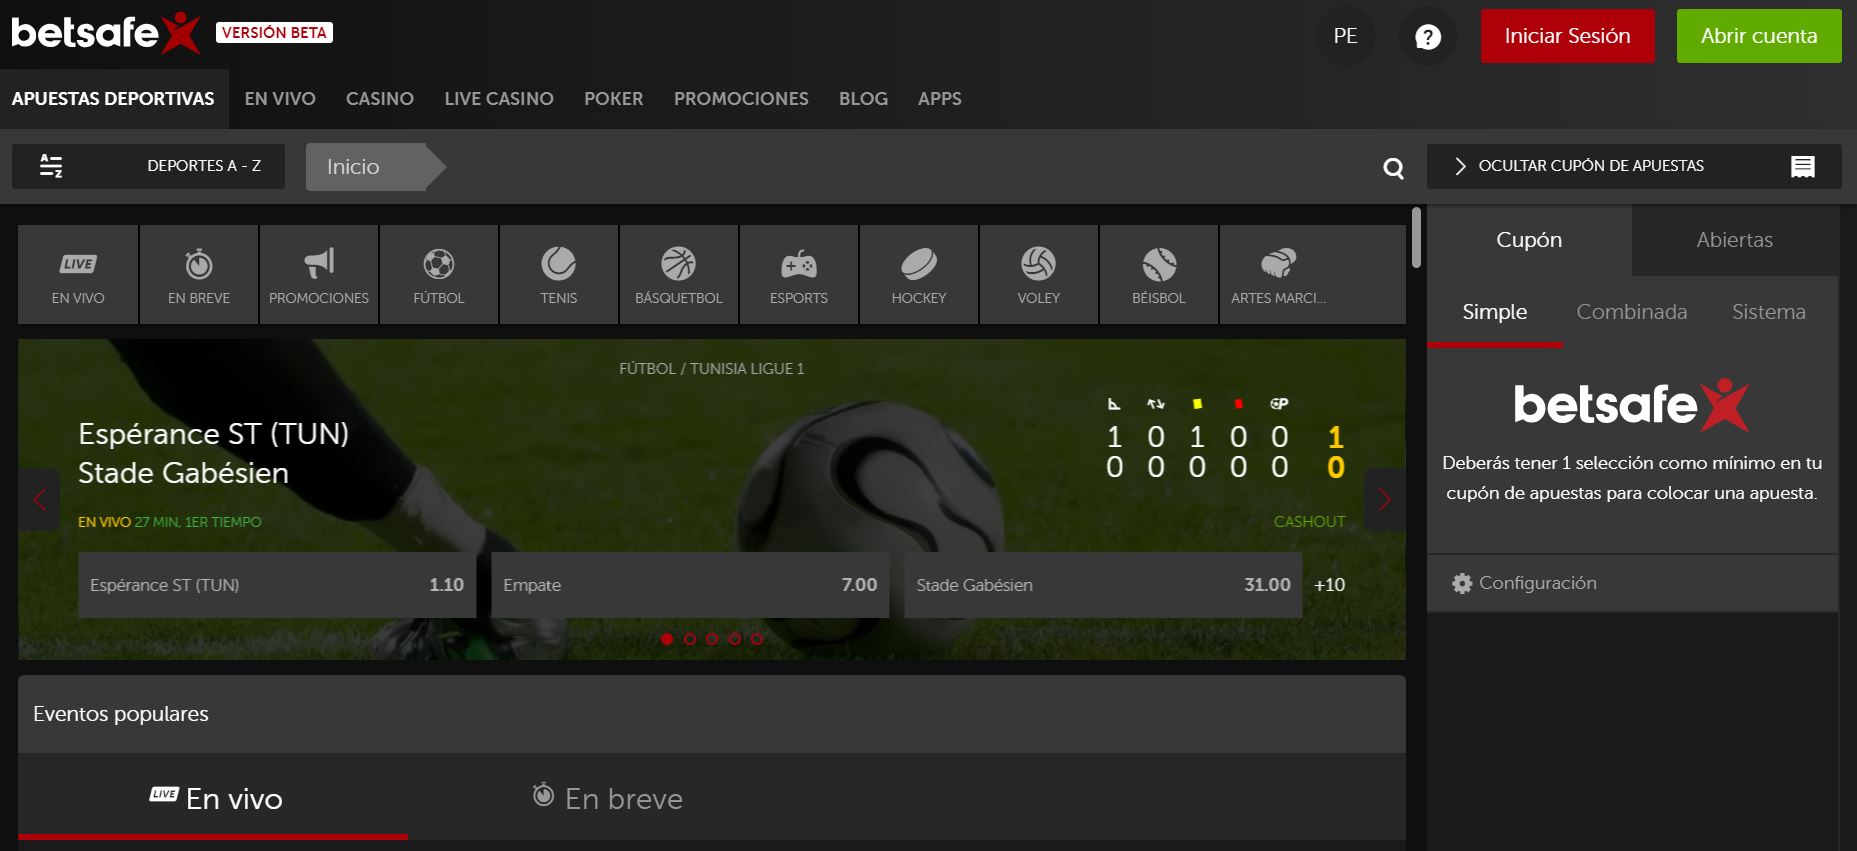 betsafe VERSIÓN BETA
PE
?
Iniciar Sesión
Abrir cuenta
APUESTAS DEPORTIVAS EN VIVO CASINO LIVE CASINO POKER PROMOCIONES BLOG APPS
A Z DEPORTES A - Z
Inicio
OCULTAR CUPÓN DE APUESTAS
LIVE
EN VIVO EN BREVE PROMOCIONES FÚTBOL TENIS BÁSQUETBOL ESPORTS HOCKEY VOLEY BÉISBOL ARTES MARCI...
FÚTBOL / TUNISIA LIGUE 1
P
Espérance ST (TUN) 1 0 1 0 0 1
Stade Gabésien 0 0 0 0 0 0
EN VIVO 27 MIN, 1ER TIEMPO
CASHOUT
Espérance ST (TUN) 1.10 Empate 7.00 Stade Gabésien 31.00 +10
Eventos populares
LIVE En vivo En breve
Cupón Abiertas
Simple Combinada Sistema
betsafe
Deberás tener 1 selección como mínimo en tu
cupón de apuestas para colocar una apuesta.
Configuración